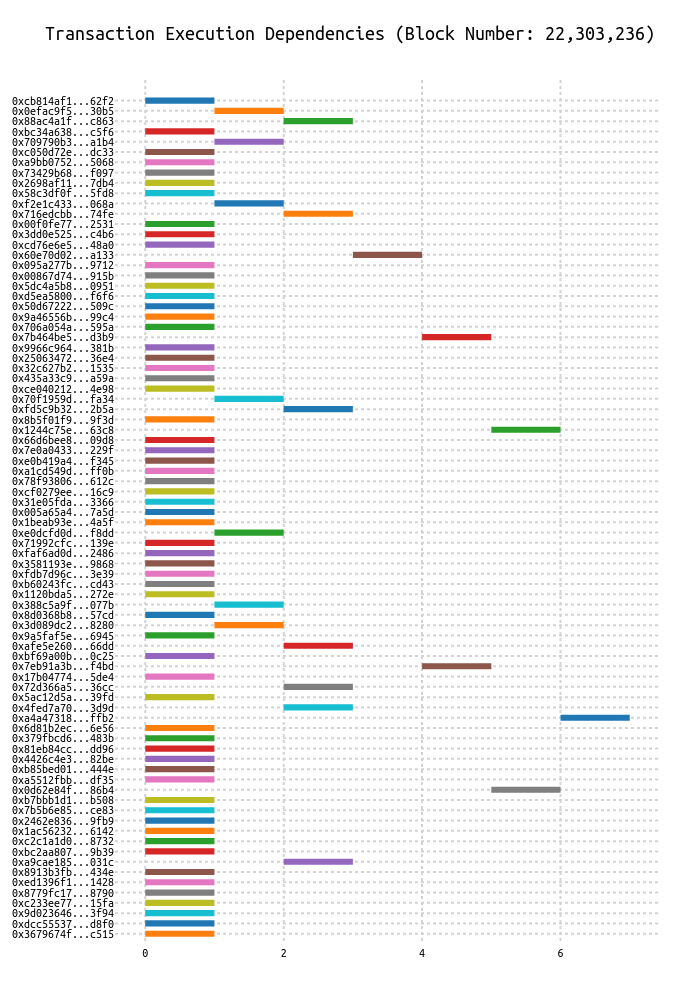 Transaction Execution Dependencies (Block Number: 22,303,236)
0xcb814af1...62f2
0x0efac9f5...30b5
0x88ac4a1f...c863
0xbc34a638...c5f6
0x709790b3...a1b4
0xc050d72e...dc33
0xa9bb0752...5068
0x73429b68...f097
0x2698af11...7db4
0x58c3df0f...5fd8
0xf2e1c433...068a
0x716edcbb...74fe
0x00f0fe77...2531
0x3dd0e525...c4b6
0xcd76e6e5...48a0
0x60e70d02...a133
0x095a277b...9712
0x00867d74...915b
0x5dc4a5b8...0951
0xd5ea5800...f6f6
0x50d67222...509c
0x9a46556b...99c4
0x706a054a...595a
0x7b464be5...d3b9
0x9966c964...381b
0x25063472...36e4
0x32c627b2...1535
0x435a33c9...a59a
0xce040212...4e98
0x70f1959d...fa34
0xfd5c9b32...2b5a
0x8b5f01f9...9f3d
0x1244c75e...63c8
0x66d6bee8...09d8
0x7e0a0433...229f
0xe0b419a4...f345
0xa1cd549d...ff0b
0x78f93806...612c
0xcf0279ee...16c9
0x31e05fda...3366
0x005a65a4...7a5d
0x1beab93e...4a5f
0xe0dcfd0d...f8dd
0x71992cfc...139e
0xfaf6ad0d...2486
0x3581193e...9868
0xfdb7d96c...3e39
0xb60243fc...cd43
0x1120bda5...272e
0x388c5a9f...077b
0x8d0368b8...57cd
0x3d089dc2...8280
0x9a5faf5e...6945
0xafe5e260...66dd
0xbf69a00b...0c25
0x7eb91a3b...f4bd
0x17b04774...5de4
0x72d366a5...36cc
0x5ac12d5a...39fd
0x4fed7a70...3d9d
0xa4a47318...ffb2
0x6d81b2ec...6e56
0x379fbcd6...483b
0x81eb84cc...dd96
0x4426c4e3...82be
0xb85bed01...444e
0xa5512fbb...df35
0x0d62e84f...86b4
0xb7bbb1d1...b508
0x7b5b6e85...ce83
0x2462e836...9fb9
0x1ac56232...6142
0xc2c1a1d0...8732
0xbc2aa807...9b39
0xa9cae185...031c
0x8913b3fb...434e
0xed1396f1...1428
0x8779fc17...8790
0xc233ee77...15fa
0x9d023646...3f94
0xdcc55537...d8f0
0x3679674f...c515
0 2 4 6